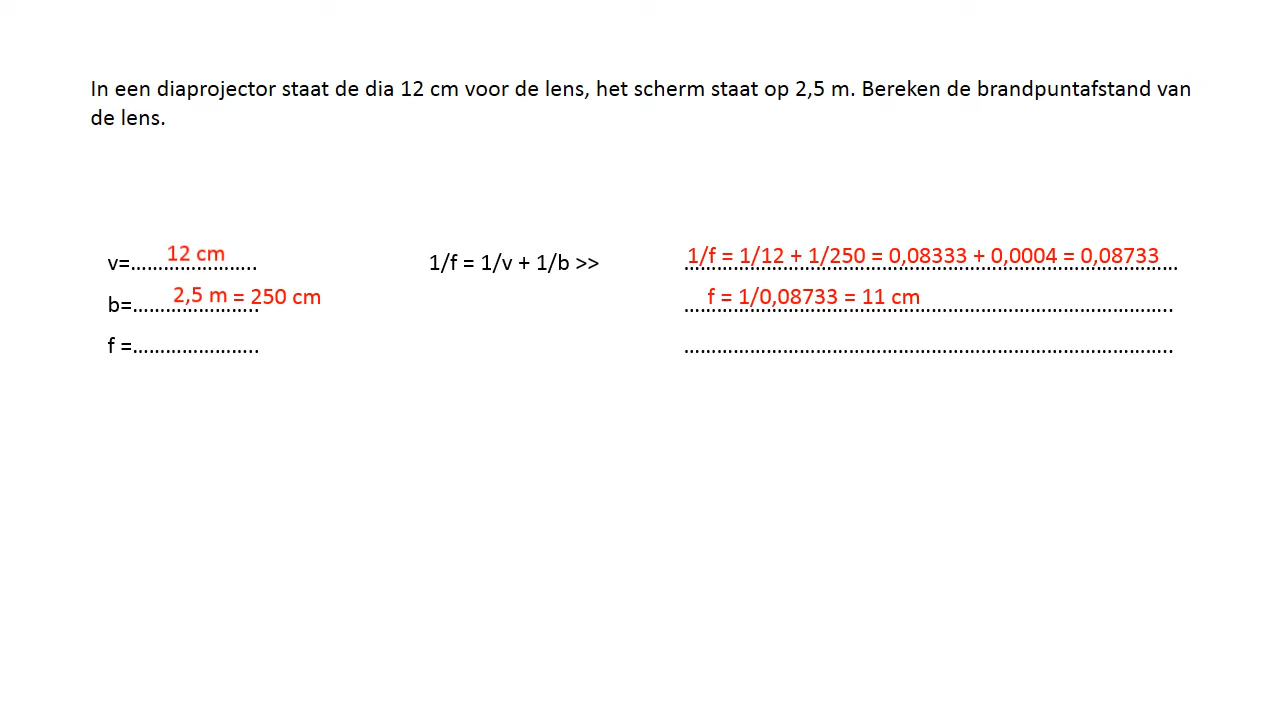 In een diaprojector staat de dia 12 cm voor de lens, het scherm staat op 2,5 m. Bereken de brandpuntafstand van
de lens.
v=....................... 12 cm 1/f = 1/v + 1/b >> 1/f = 1/12 + 1/250 = 0,08333 + 0,0004 = 0,08733
b=....................... 2,5 m = 250 cm f = 1/0,08733 = 11 cm
f =....................... ..........................................................................................